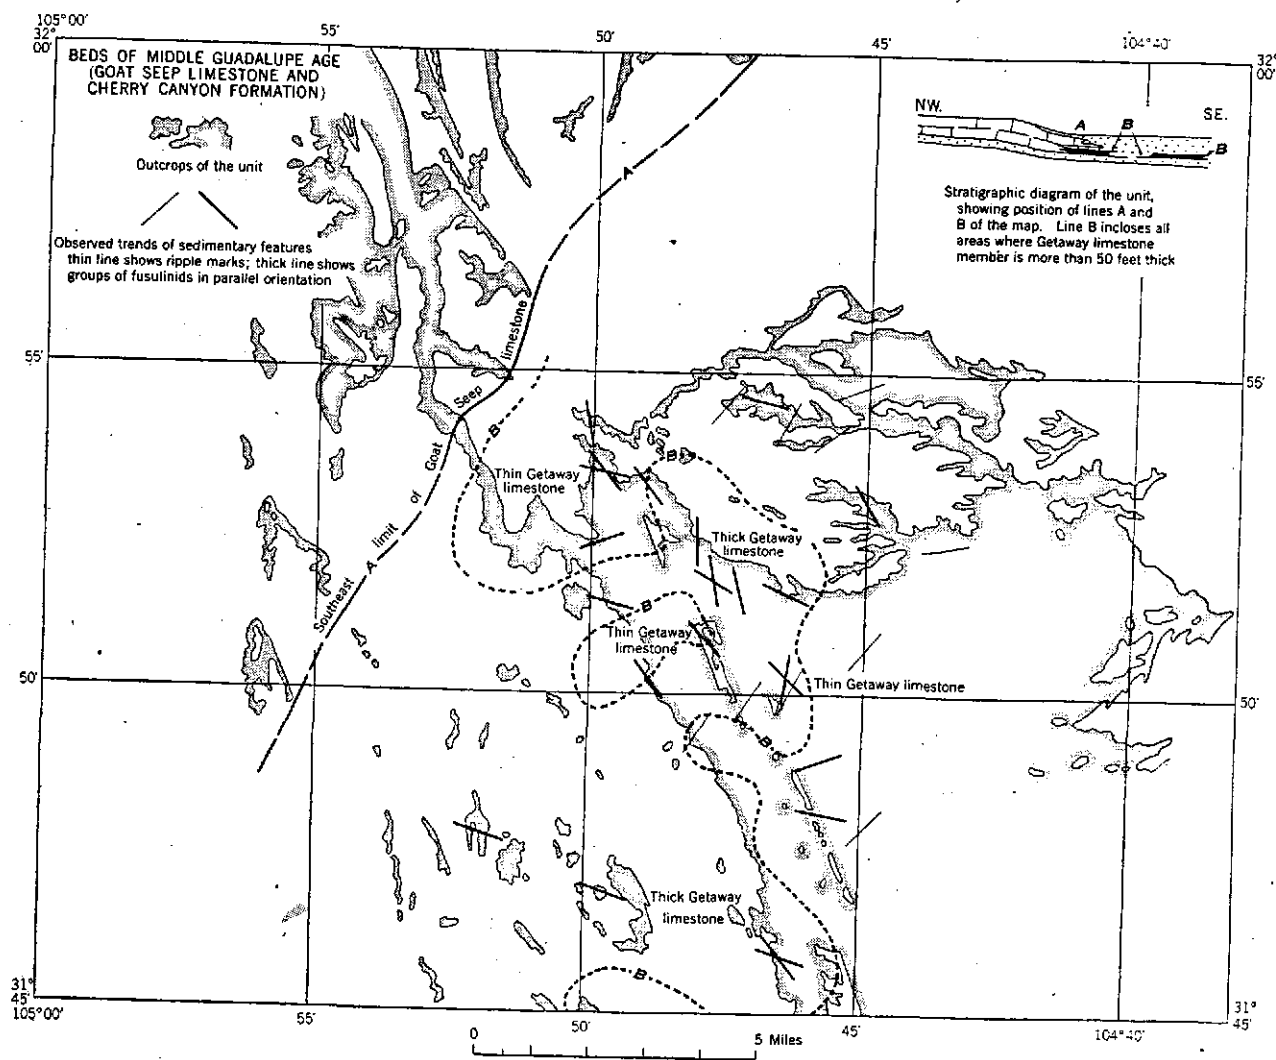 105°00'
32°
00'
55'
50'
45'
104°40'
32°
00'
BEDS OF MIDDLE GUADALUPE AGE
(GOAT SEEP LIMESTONE AND
CHERRY CANYON FORMATION)
Outcrops of the unit
Observed trends of sedimentary features
thin line shows ripple marks; thick line shows
groups of fusulinids in parallel orientation
NW.
SE.
A
B
B
Stratigraphic diagram of the unit,
showing position of lines A and
B of the map. Line B incloses all
areas where Getaway limestone
member is more than 50 feet thick
A
Southeast A limit of Goat Seep limestone
55'
55'
B
B
Thin Getaway
limestone
Thick Getaway
limestone
B
Thin Getaway
limestone
Thin Getaway limestone
50'
50'
B
Thick Getaway
limestone
B
31°
45'
105°00'
55'
50'
45'
104°40'
31°
45'
0
5 Miles